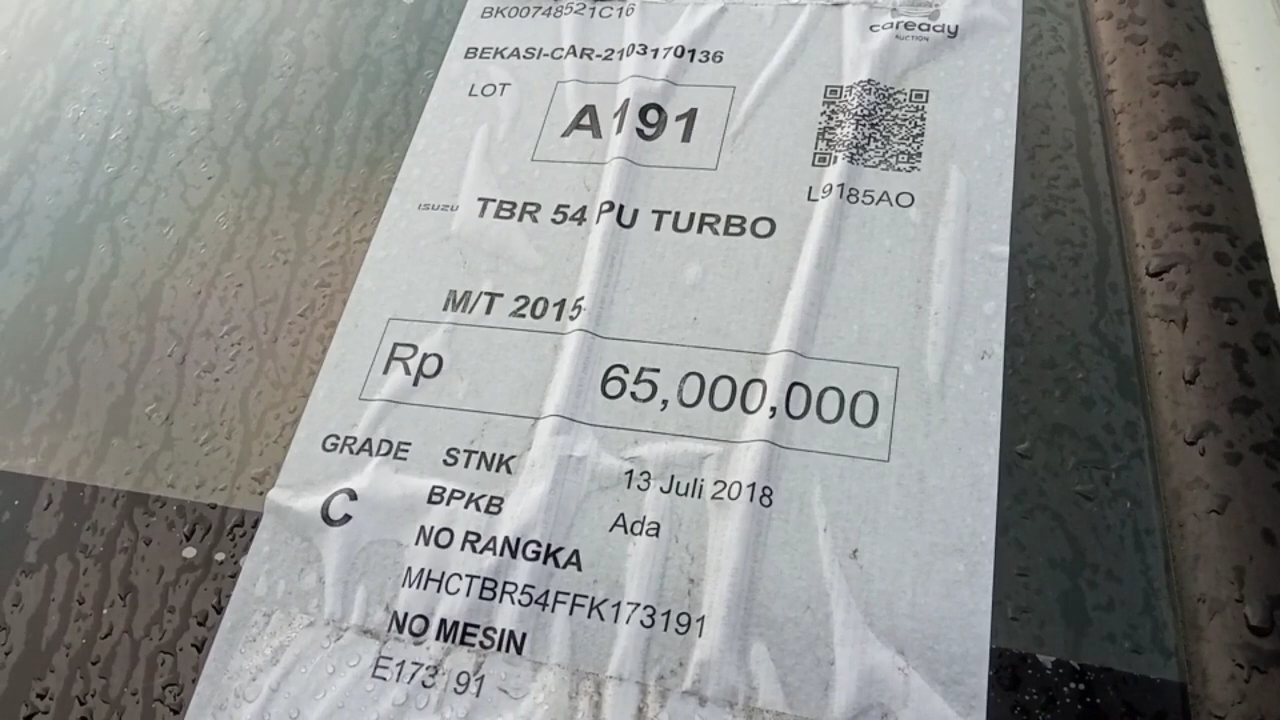 BK00748521C16
caready
AUCTION
BEKASI-CAR-2103170136
LOT
A191
L9185AO
ISUZU TBR 54 PU TURBO
M/T 2015
Rp 65,000,000
GRADE STNK 13 Juli 2018
C BPKB Ada
NO RANGKA
MHCTBR54FFK173191
NO MESIN